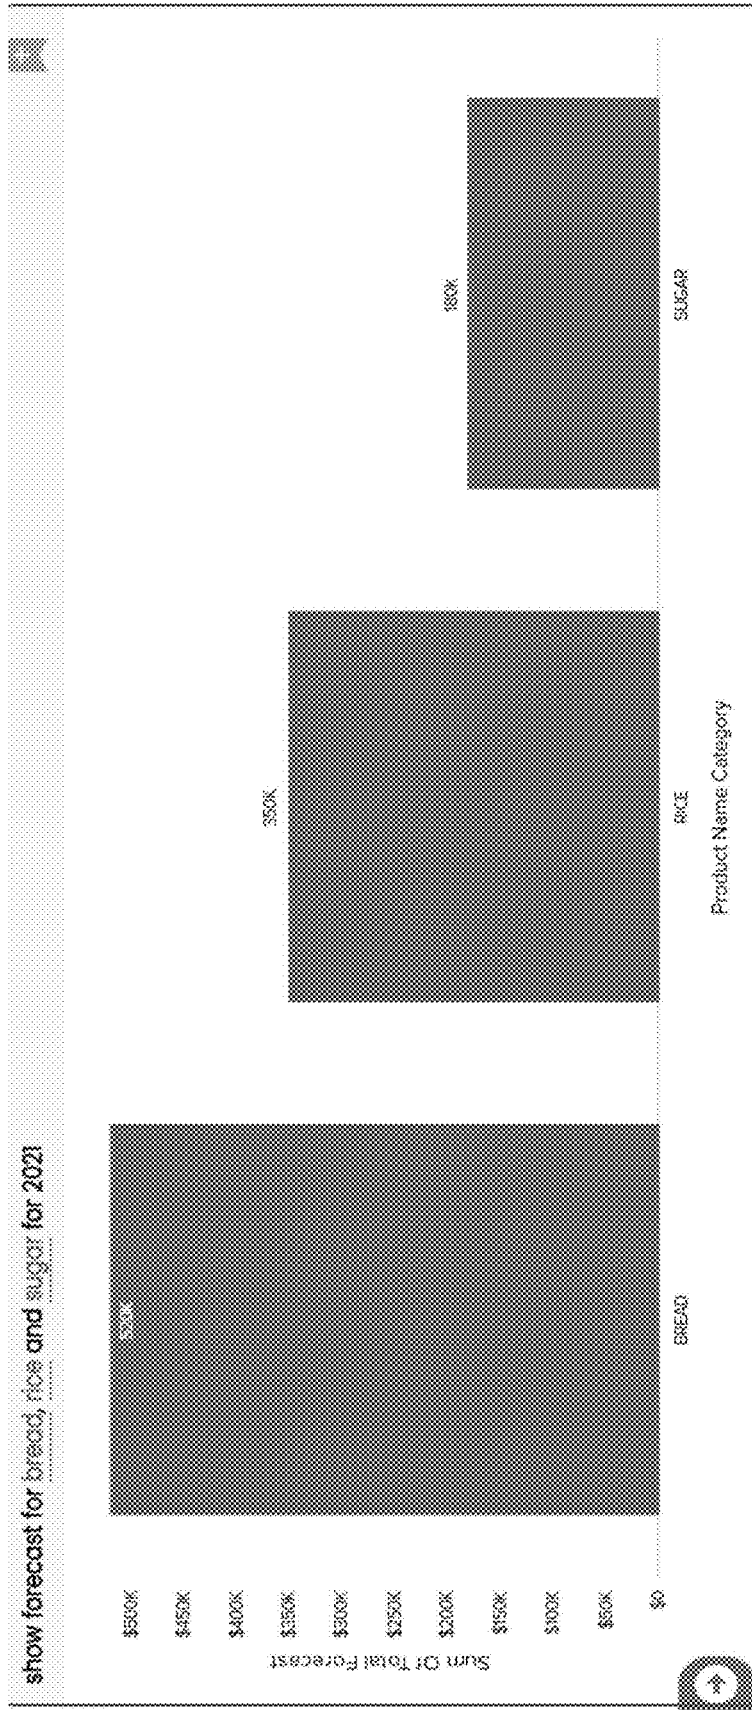 show forecast for bread, rice and sugar for 2021
Sum Of Total Forecast
$500K
$450K
$400K
$350K
$300K
$250K
$200K
$150K
$100K
$50K
$0
520K
350K
180K
BREAD
RICE
SUGAR
Product Name Category